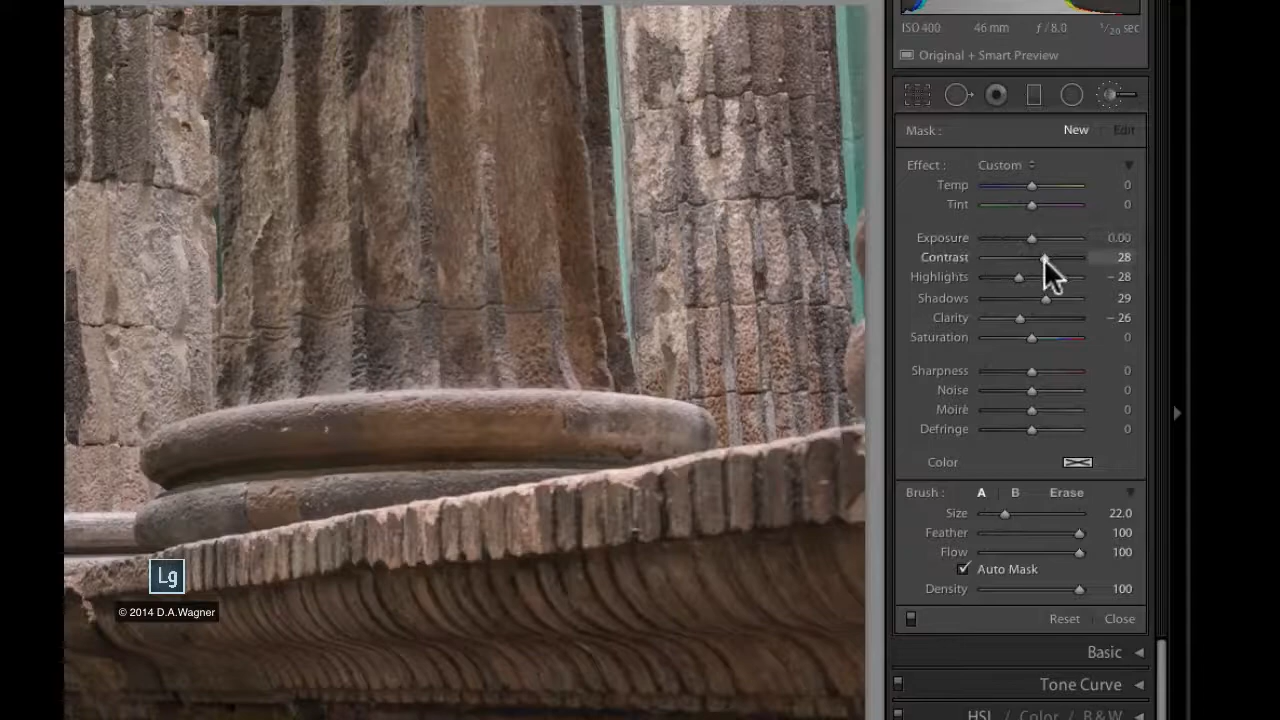 ISO 400 46 mm ƒ / 8.0 1/20 sec
Original + Smart Preview
Mask : New Edit
Effect : Custom
Temp 0
Tint 0
Exposure 0.00
Contrast 28
Highlights − 28
Shadows 29
Clarity − 26
Saturation 0
Sharpness 0
Noise 0
Moiré 0
Defringe 0
Color
Brush : A B Erase
Size 22.0
Feather 100
Flow 100
Auto Mask
Density 100
Reset Close
Basic
Tone Curve
HSL / Color / B & W
Lg
© 2014 D.A.Wagner